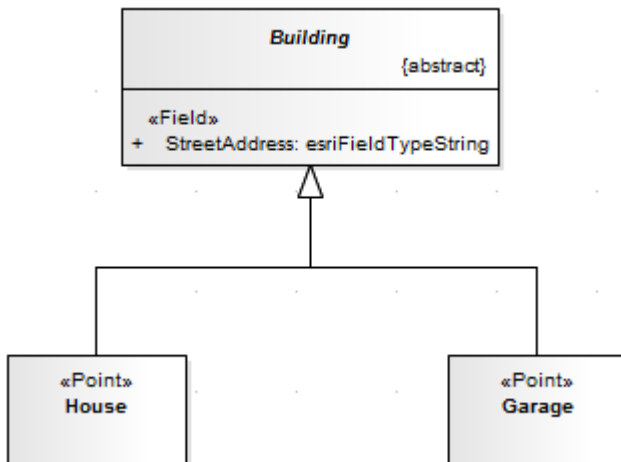 Building
{abstract}
«Field»
+ StreetAddress: esriFieldTypeString
«Point»
House
«Point»
Garage